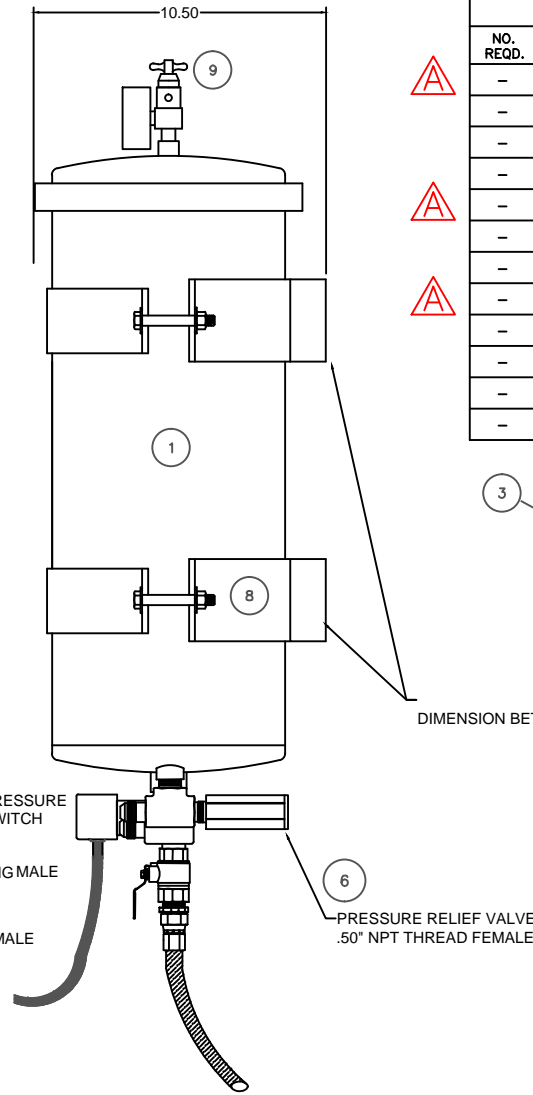 10.50
9
NO.
REQD.
A
–
–
–
–
A
–
–
–
A
–
–
–
–
–
1
3
8
DIMENSION BET
RESSURE
WITCH
G MALE
6
MALE
PRESSURE RELIEF VALVE
.50" NPT THREAD FEMALE